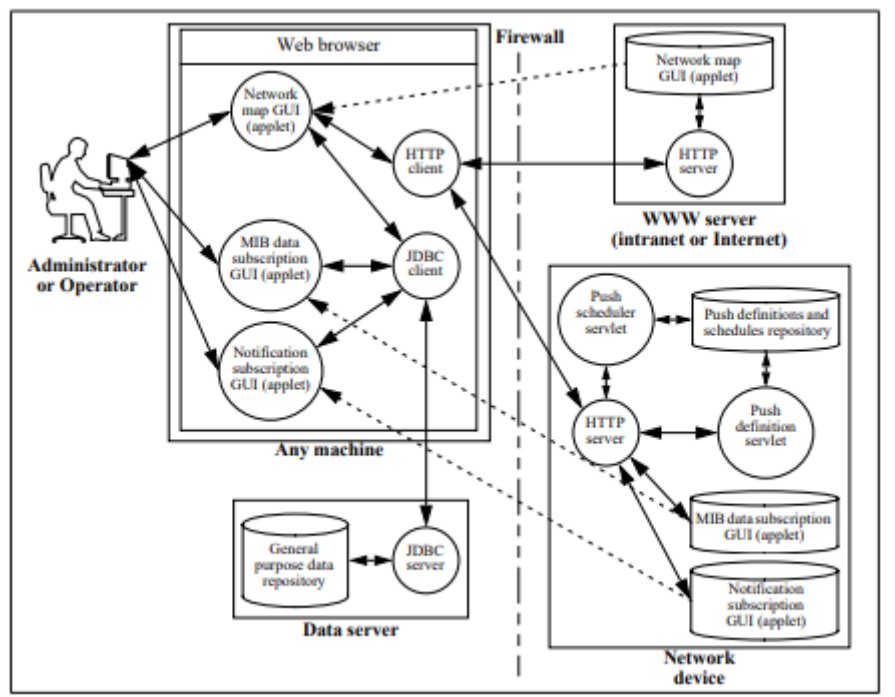 Web browser
Firewall
Network
map GUI
(applet)
HTTP
client
MIB data
subscription
GUI (applet)
JDBC
client
Notification
subscription
GUI (applet)
Any machine
Administrator
or Operator
General
purpose data
repository
JDBC
server
Data server
Network map
GUI (applet)
HTTP
server
WWW server
(intranet or Internet)
Push
scheduler
servlet
Push definitions and
schedules repository
HTTP
server
Push
definition
servlet
MIB data subscription
GUI (applet)
Notification
subscription
GUI (applet)
Network
device